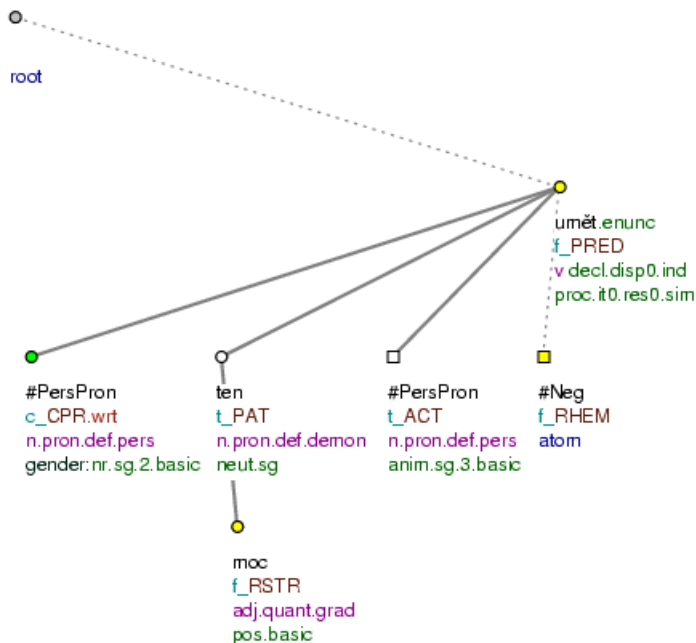 root
umět.enunc
f_PRED
v decl.disp0.ind
proc.it0.res0.sim
#PersPron
c_CPR.wrt
n.pron.def.pers
gender:nr.sg.2.basic
ten
t_PAT
n.pron.def.demon
neut.sg
#PersPron
t_ACT
n.pron.def.pers
anim.sg.3.basic
#Neg
f_RHEM
atom
moc
f_RSTR
adj.quant.grad
pos.basic